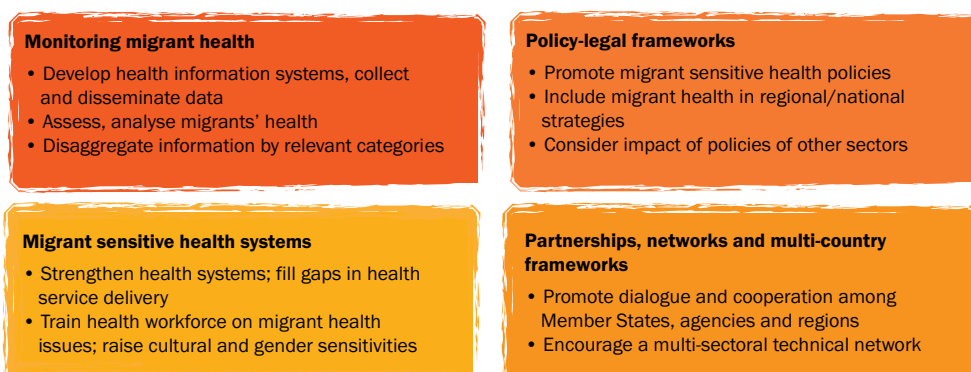 Monitoring migrant health
• Develop health information systems, collect
and disseminate data
• Assess, analyse migrants' health
• Disaggregate information by relevant categories
Policy-legal frameworks
• Promote migrant sensitive health policies
• Include migrant health in regional/national
strategies
• Consider impact of policies of other sectors
Migrant sensitive health systems
• Strengthen health systems; fill gaps in health
service delivery
• Train health workforce on migrant health
issues; raise cultural and gender sensitivities
Partnerships, networks and multi-country
frameworks
• Promote dialogue and cooperation among
Member States, agencies and regions
• Encourage a multi-sectoral technical network